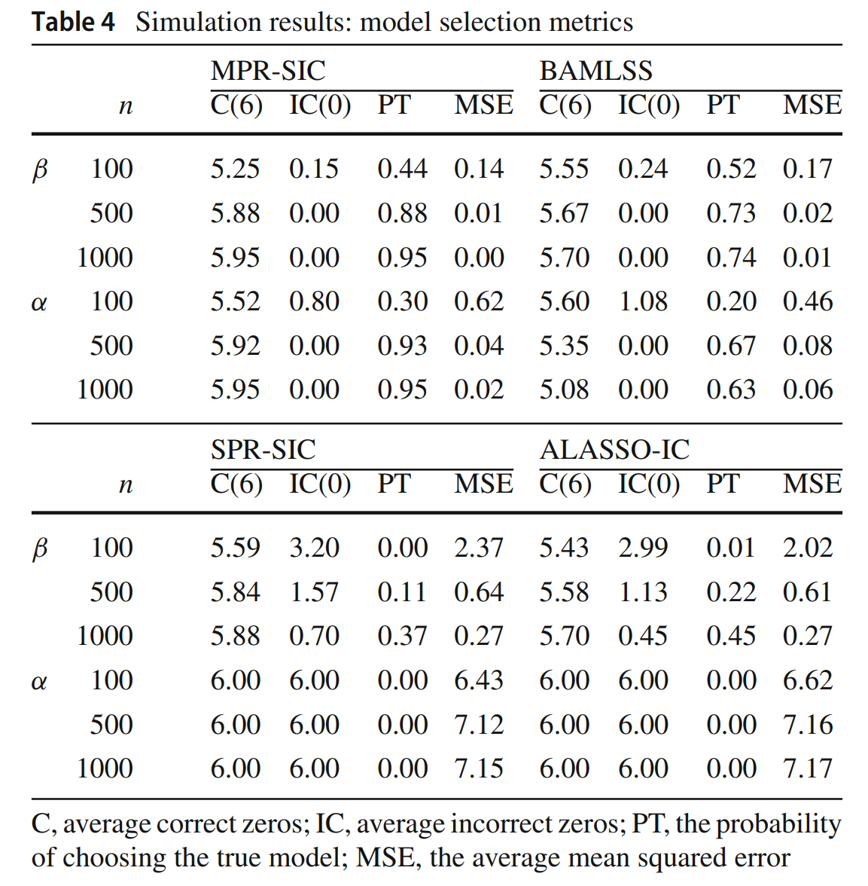 Table 4 Simulation results: model selection metrics
MPR-SIC BAMLSS
n C(6) IC(0) PT MSE C(6) IC(0) PT MSE
β 100 5.25 0.15 0.44 0.14 5.55 0.24 0.52 0.17
500 5.88 0.00 0.88 0.01 5.67 0.00 0.73 0.02
1000 5.95 0.00 0.95 0.00 5.70 0.00 0.74 0.01
α 100 5.52 0.80 0.30 0.62 5.60 1.08 0.20 0.46
500 5.92 0.00 0.93 0.04 5.35 0.00 0.67 0.08
1000 5.95 0.00 0.95 0.02 5.08 0.00 0.63 0.06
SPR-SIC ALASSO-IC
n C(6) IC(0) PT MSE C(6) IC(0) PT MSE
β 100 5.59 3.20 0.00 2.37 5.43 2.99 0.01 2.02
500 5.84 1.57 0.11 0.64 5.58 1.13 0.22 0.61
1000 5.88 0.70 0.37 0.27 5.70 0.45 0.45 0.27
α 100 6.00 6.00 0.00 6.43 6.00 6.00 0.00 6.62
500 6.00 6.00 0.00 7.12 6.00 6.00 0.00 7.16
1000 6.00 6.00 0.00 7.15 6.00 6.00 0.00 7.17
C, average correct zeros; IC, average incorrect zeros; PT, the probability
of choosing the true model; MSE, the average mean squared error